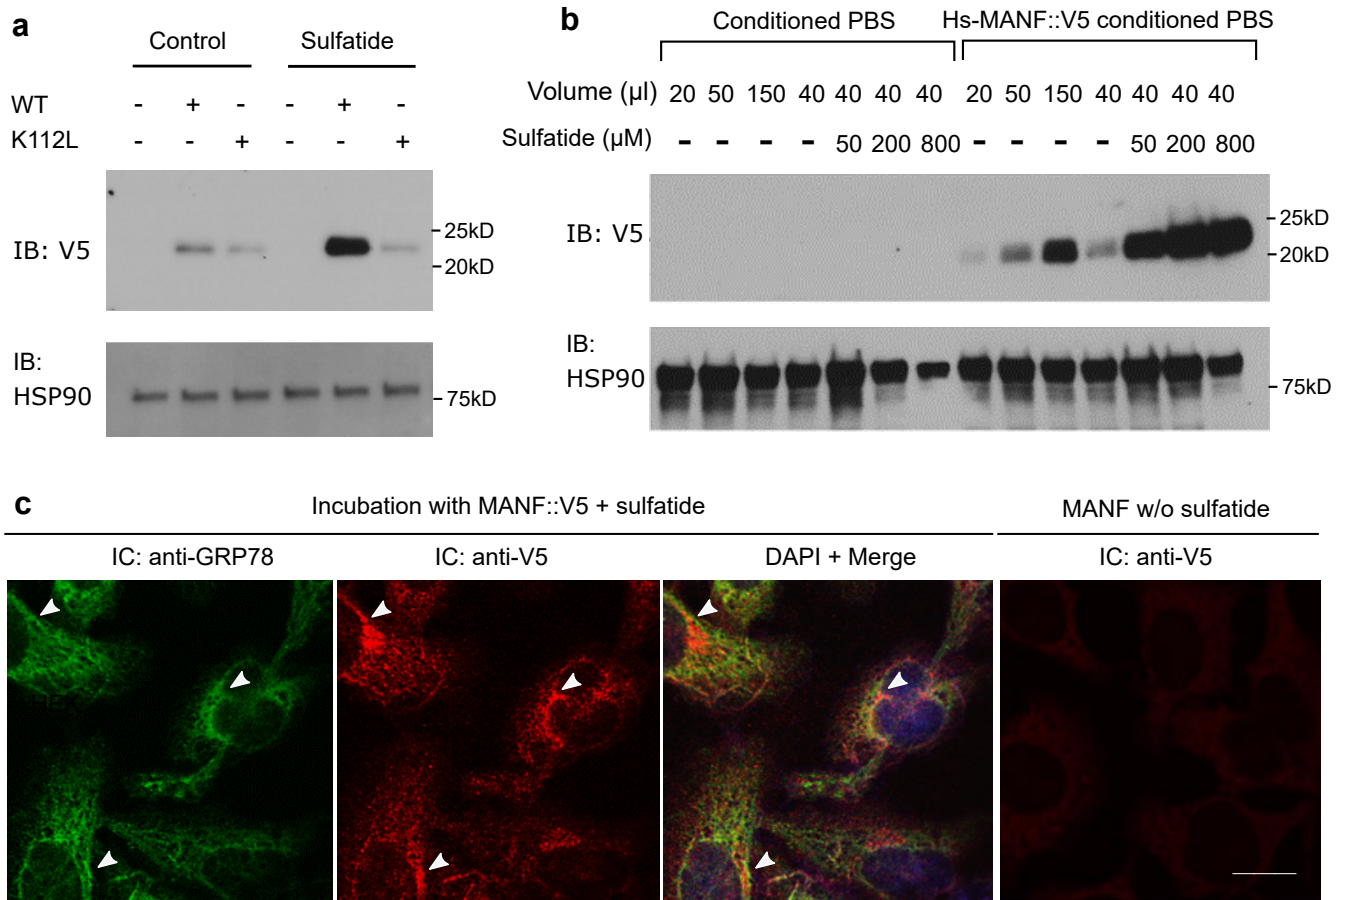 a
Control Sulfatide
WT - + - - + -
K112L - - + - - +
IB: V5
25kD
20kD
IB:
HSP90
75kD
b
Conditioned PBS Hs-MANF::V5 conditioned PBS
Volume (μl) 20 50 150 40 40 40 40 20 50 150 40 40 40 40
Sulfatide (μM) - - - - 50 200 800 - - - - 50 200 800
IB: V5
25kD
20kD
IB:
HSP90
75kD
c
Incubation with MANF::V5 + sulfatide MANF w/o sulfatide
IC: anti-GRP78 IC: anti-V5 DAPI + Merge IC: anti-V5